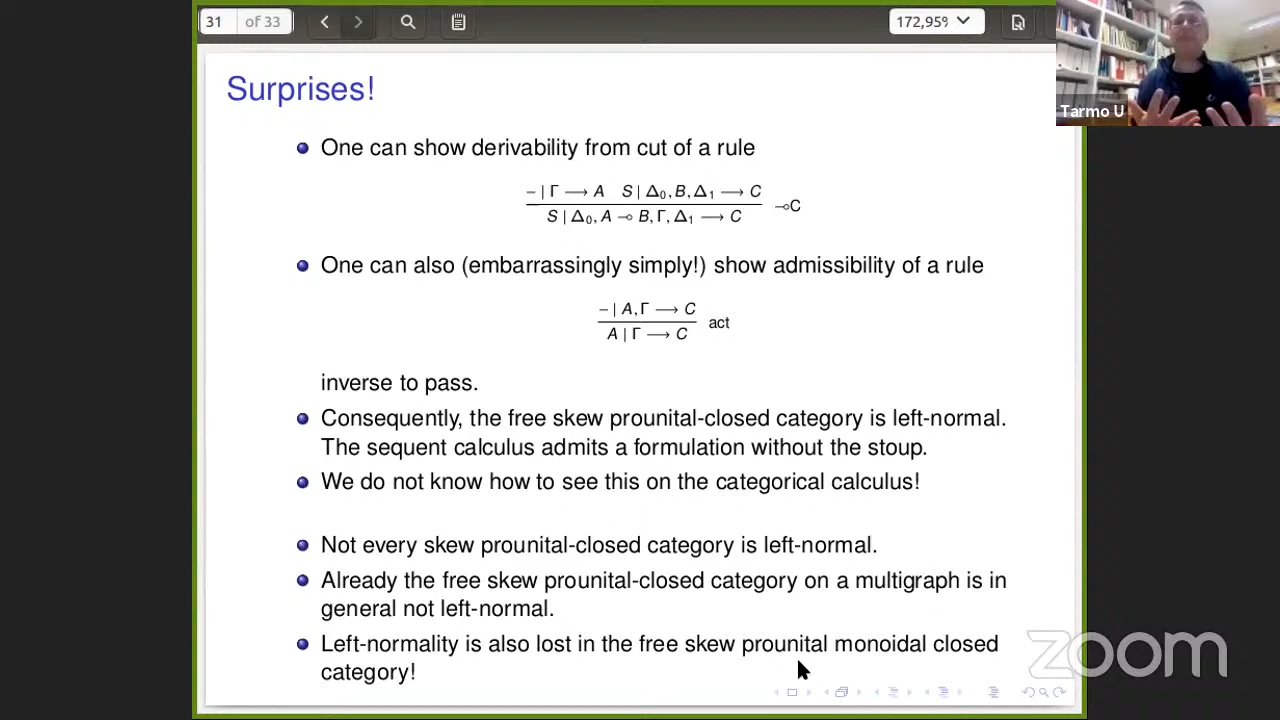 31 of 33 172,95%
Tarmo U
Surprises!
One can show derivability from cut of a rule
– | Γ ⟶ A S | Δ₀, B, Δ₁ ⟶ C
S | Δ₀, A ⊸ B, Γ, Δ₁ ⟶ C ⊸C
One can also (embarrassingly simply!) show admissibility of a rule
– | A, Γ ⟶ C
A | Γ ⟶ C act
inverse to pass.
Consequently, the free skew prounital-closed category is left-normal.
The sequent calculus admits a formulation without the stoup.
We do not know how to see this on the categorical calculus!
Not every skew prounital-closed category is left-normal.
Already the free skew prounital-closed category on a multigraph is in
general not left-normal.
Left-normality is also lost in the free skew prounital monoidal closed
category!
zoom